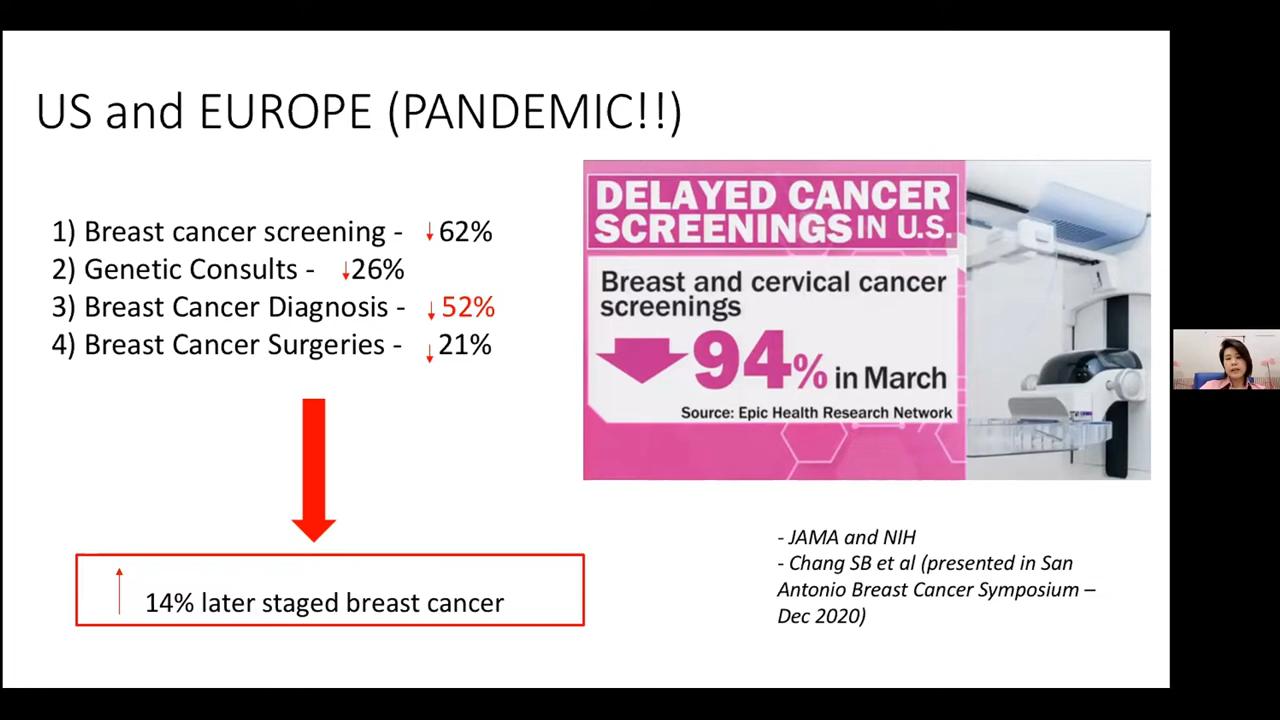 US and EUROPE (PANDEMIC!!)
1) Breast cancer screening - ↓62%
2) Genetic Consults - ↓26%
3) Breast Cancer Diagnosis - ↓52%
4) Breast Cancer Surgeries - ↓21%
↑ 14% later staged breast cancer
DELAYED CANCER
SCREENINGS IN U.S.
Breast and cervical cancer
screenings
94% in March
Source: Epic Health Research Network
- JAMA and NIH
- Chang SB et al (presented in San
Antonio Breast Cancer Symposium –
Dec 2020)